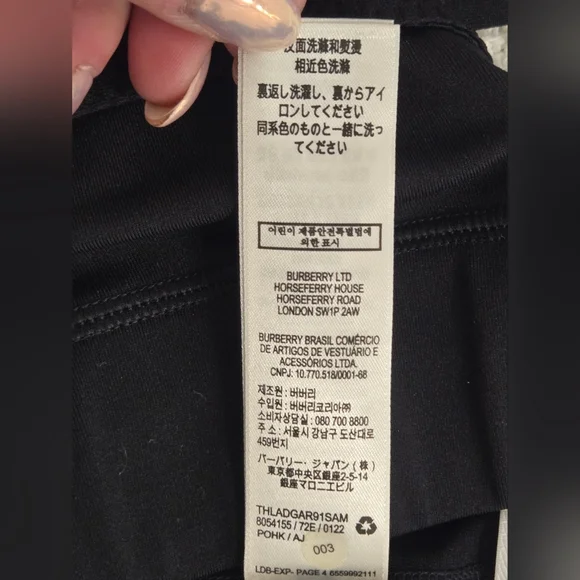 反面洗滌和熨燙
相近色洗滌
裏返し洗濯し、裏からアイ
ロンしてください
同系色のものと一緒に洗っ
てください
어린이 제품안전특별법에
의한 표시
BURBERRY LTD
HORSEFERRY HOUSE
HORSEFERRY ROAD
LONDON SW1P 2AW
BURBERRY BRASIL COMÉRCIO
DE ARTIGOS DE VESTUÁRIO E
ACESSÓRIOS LTDA.
CNPJ: 10.770.518/0001-68
제조원 : 버버리
수입원 : 버버리코리아㈜
소비자상담실 : 080 700 8800
주 소 : 서울시 강남구 도산대로
459번지
バーバリー・ジャパン(株)
東京都中央区銀座2-5-14
銀座マロニエビル
THLADGAR91SAM
8054155 / 72E / 0122
POHK / AJ
003
LDB-EXP- PAGE 4 6559992111